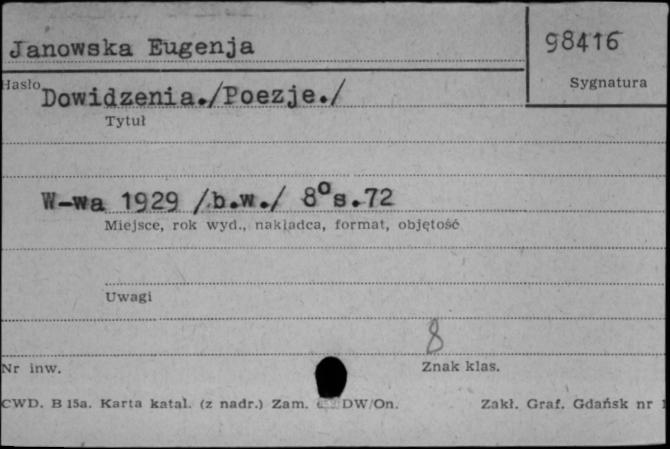 Janowska Eugenja
98416
Hasło
Sygnatura
Dowidzenia./Poezje./
Tytuł
W-wa 1929 /b.w./ 8° s.72
Miejsce, rok wyd., nakładca, format, objętość
Uwagi
8
Nr inw.
Znak klas.
CWD. B 15a. Karta katal. (z nadr.) Zam. DW/On.
Zakł. Graf. Gdańsk nr 1